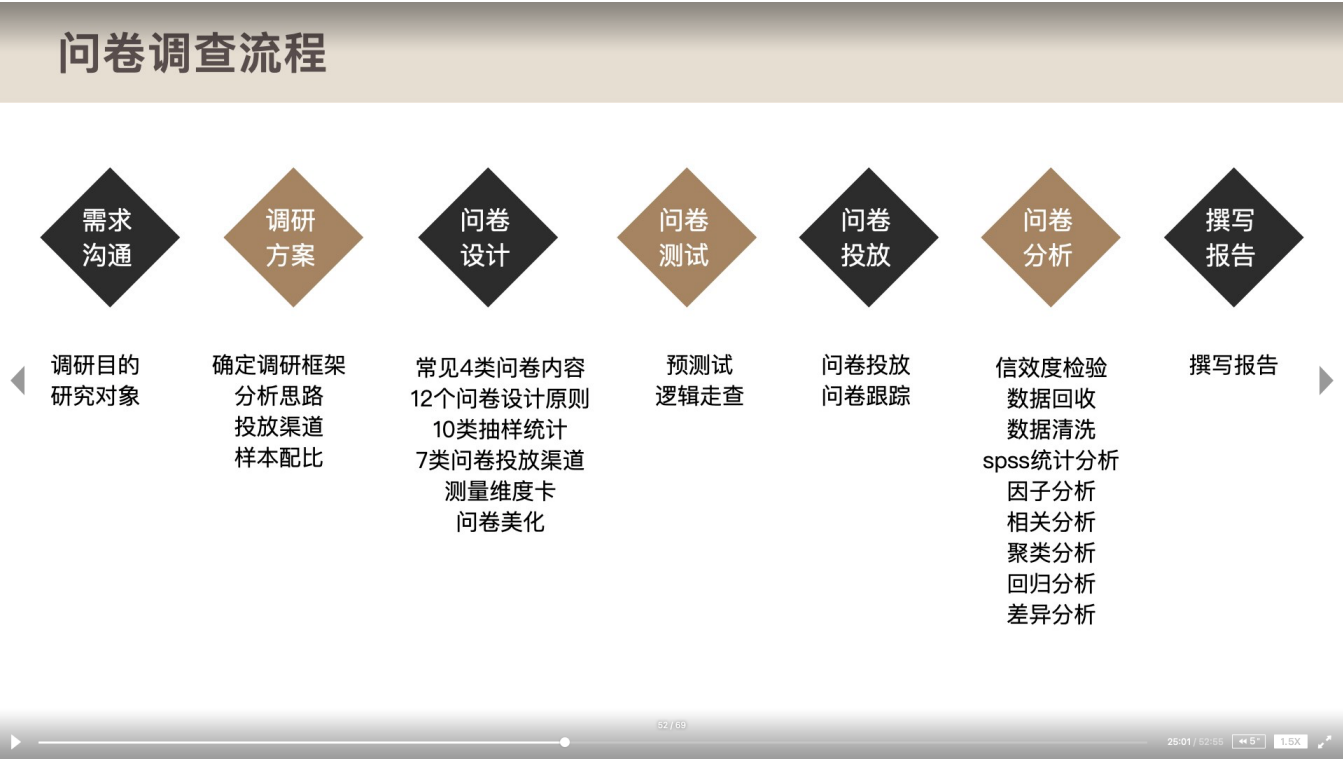 问卷调查流程
需求
沟通
调研
方案
问卷
设计
问卷
测试
问卷
投放
问卷
分析
撰写
报告
调研目的
研究对象
确定调研框架
分析思路
投放渠道
样本配比
常见4类问卷内容
12个问卷设计原则
10类抽样统计
7类问卷投放渠道
测量维度卡
问卷美化
预测试
逻辑走查
问卷投放
问卷跟踪
信效度检验
数据回收
数据清洗
spss统计分析
因子分析
相关分析
聚类分析
回归分析
差异分析
撰写报告
52 / 69
25:01 / 52:55
5"
1.5X